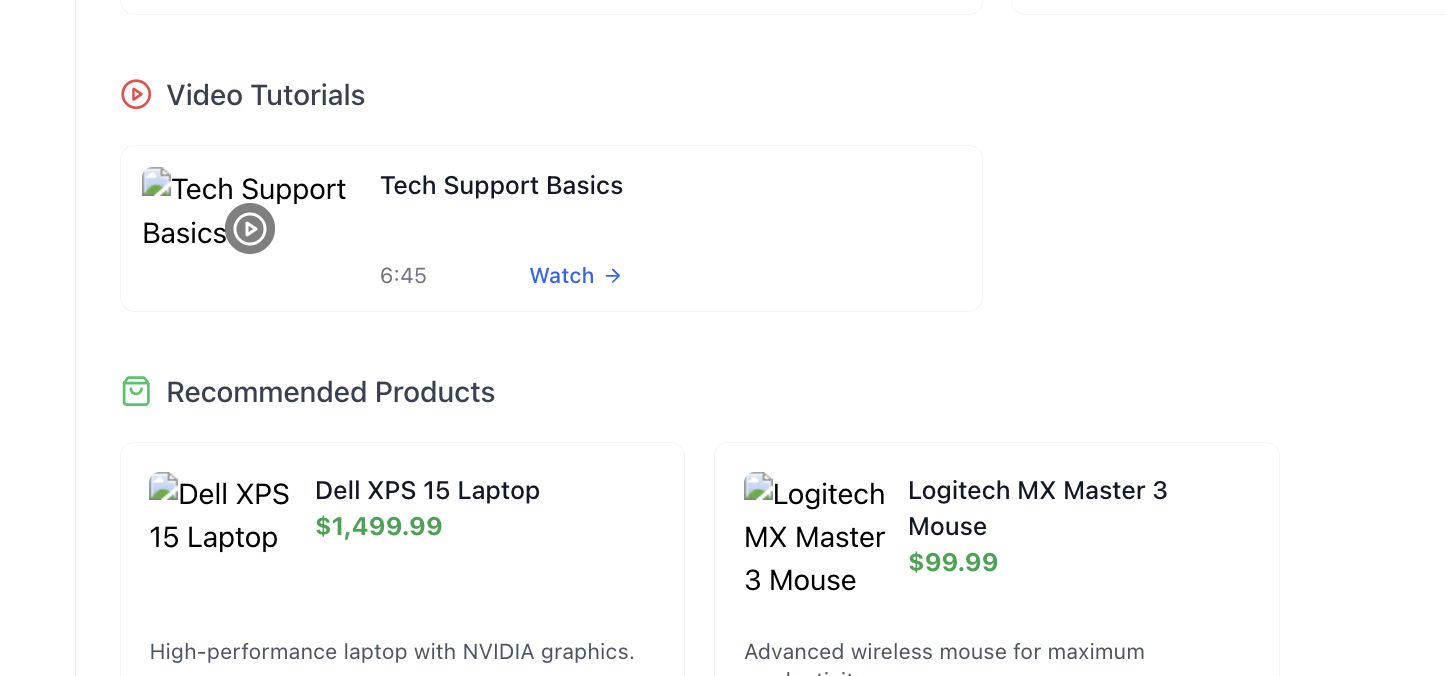 Video Tutorials
Tech Support
Basics
Tech Support Basics
6:45
Watch →
Recommended Products
Dell XPS
15 Laptop
Dell XPS 15 Laptop
$1,499.99
High-performance laptop with NVIDIA graphics.
Logitech
MX Master
3 Mouse
Logitech MX Master 3
Mouse
$99.99
Advanced wireless mouse for maximum